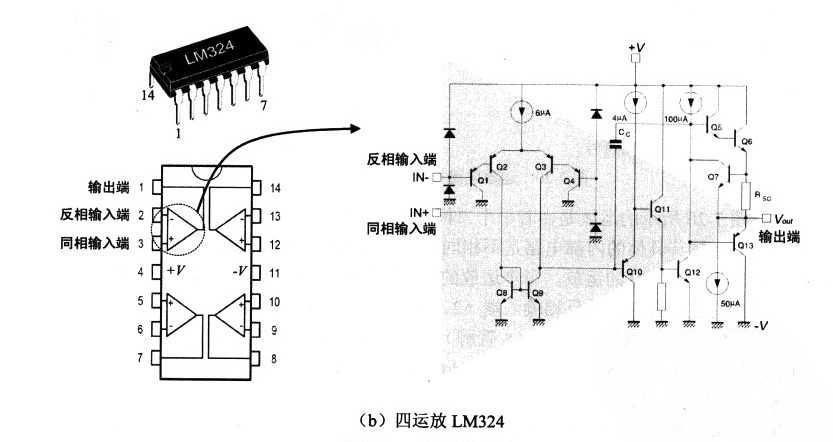 LM324
14
7
1
输出端 1
14
反相输入端 2
13
同相输入端 3
12
4 +V
-V 11
5
10
6
9
7
8
+V
6μA
4μA
100μA
Cc
Q5
Q6
反相输入端
IN-
Q1
Q2
Q3
Q4
Q7
RSC
IN+
同相输入端
Q11
Vout
输出端
Q10
Q12
Q13
Q8
Q9
50μA
-V
(b) 四运放 LM324